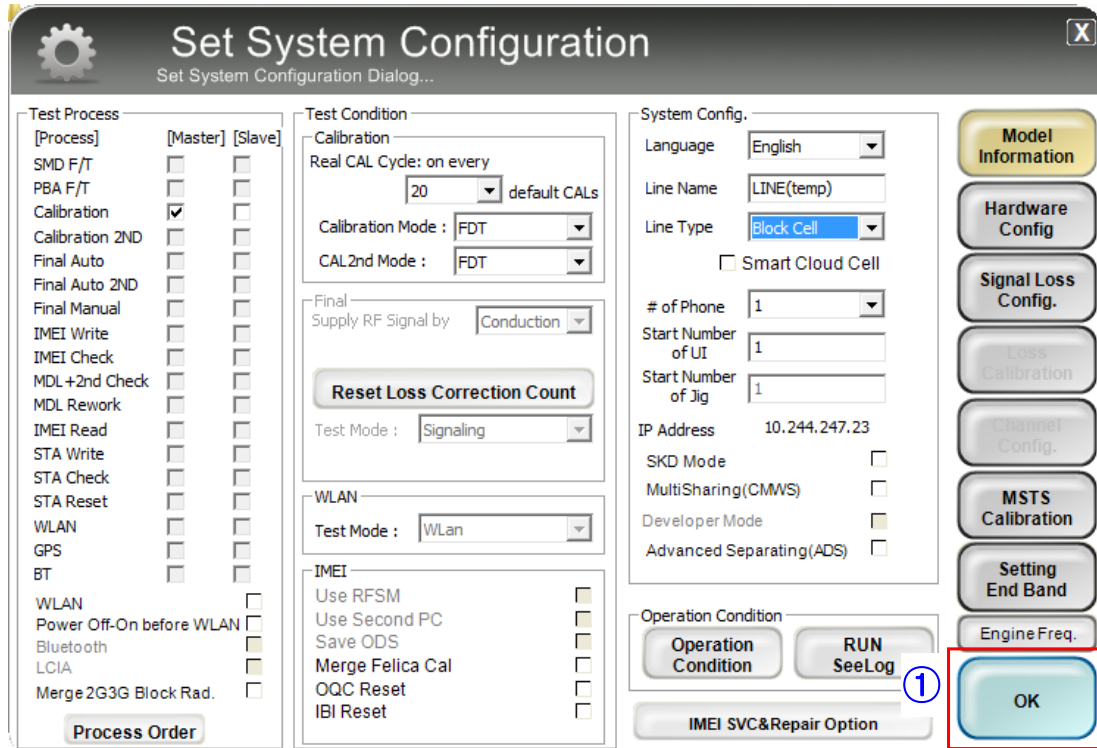 Set System Configuration
Set System Configuration Dialog...
X
Test Process
[Process] [Master] [Slave]
SMD F/T
PBA F/T
Calibration
Calibration 2ND
Final Auto
Final Auto 2ND
Final Manual
IMEI Write
IMEI Check
MDL+2nd Check
MDL Rework
IMEI Read
STA Write
STA Check
STA Reset
WLAN
GPS
BT
WLAN
Power Off-On before WLAN
Bluetooth
LCIA
Merge 2G3G Block Rad.
Process Order
Test Condition
Calibration
Real CAL Cycle: on every
20 default CALs
Calibration Mode : FDT
CAL2nd Mode : FDT
Final
Supply RF Signal by Conduction
Reset Loss Correction Count
Test Mode : Signaling
WLAN
Test Mode : WLan
IMEI
Use RFSM
Use Second PC
Save ODS
Merge Felica Cal
OQC Reset
IBI Reset
System Config.
Language English
Line Name LINE(temp)
Line Type Block Cell
Smart Cloud Cell
# of Phone 1
Start Number
of UI 1
Start Number
of Jig 1
IP Address 10.244.247.23
SKD Mode
MultiSharing(CMWS)
Developer Mode
Advanced Separating(ADS)
Operation Condition
Operation
Condition
RUN
SeeLog
IMEI SVC&Repair Option
Model
Information
Hardware
Config
Signal Loss
Config.
Loss
Calibration
Channel
Config.
MSTS
Calibration
Setting
End Band
Engine Freq.
①
OK